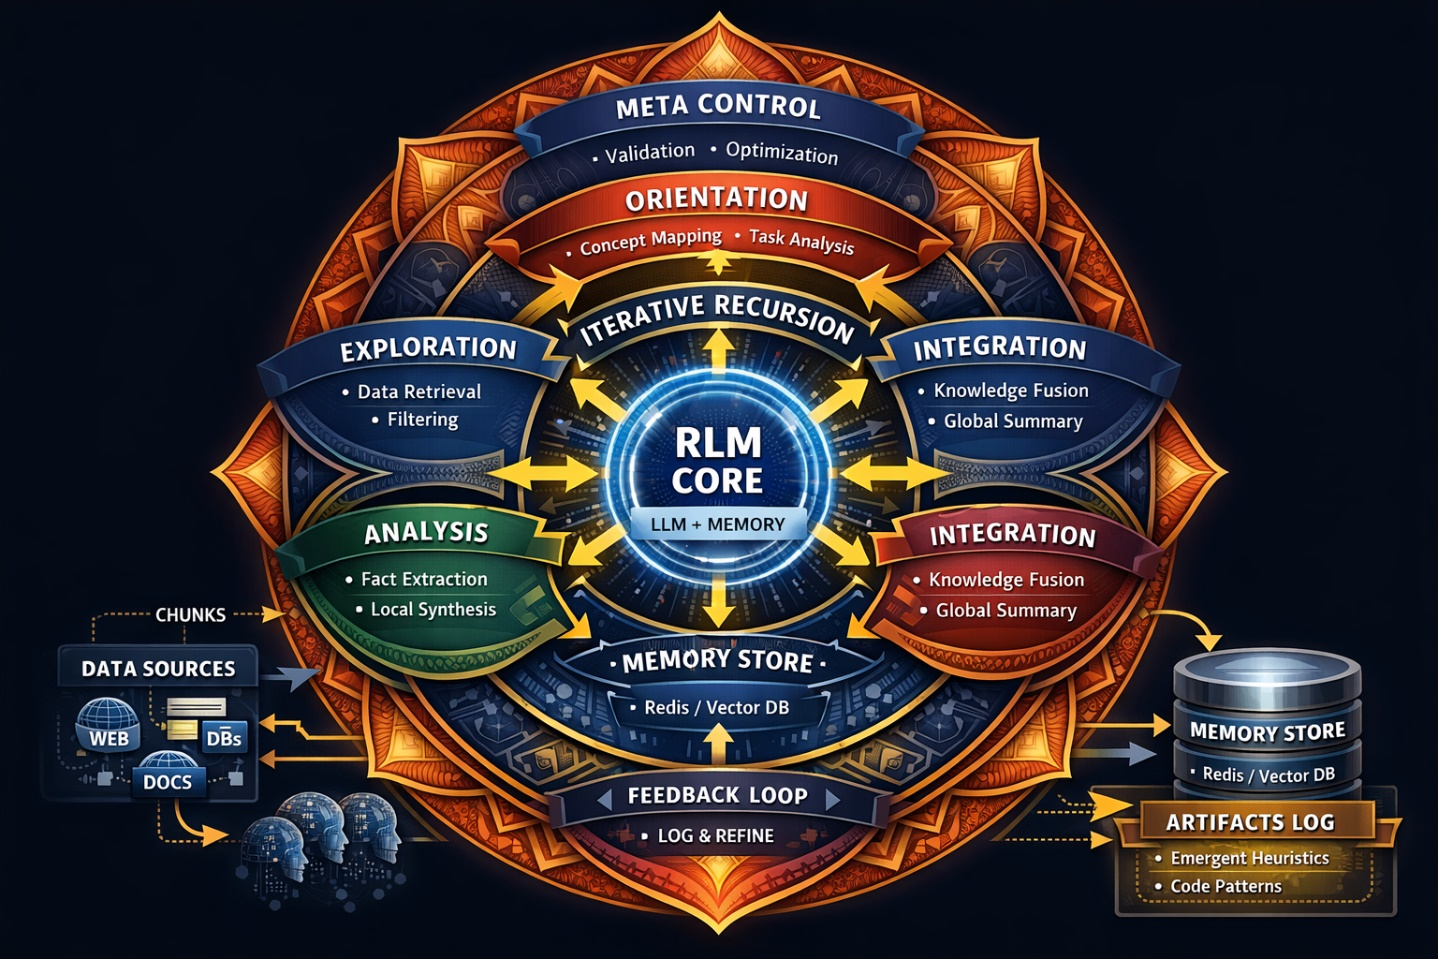 META CONTROL
• Validation • Optimization
ORIENTATION
• Concept Mapping • Task Analysis
ITERATIVE RECURSION
EXPLORATION
• Data Retrieval
• Filtering
INTEGRATION
• Knowledge Fusion
• Global Summary
RLM
CORE
LLM + MEMORY
ANALYSIS
• Fact Extraction
• Local Synthesis
INTEGRATION
• Knowledge Fusion
• Global Summary
CHUNKS
DATA SOURCES
WEB
DBs
DOCS
• MEMORY STORE •
• Redis / Vector DB
FEEDBACK LOOP
• LOG & REFINE
MEMORY STORE
• Redis / Vector DB
ARTIFACTS LOG
• Emergent Heuristics
• Code Patterns